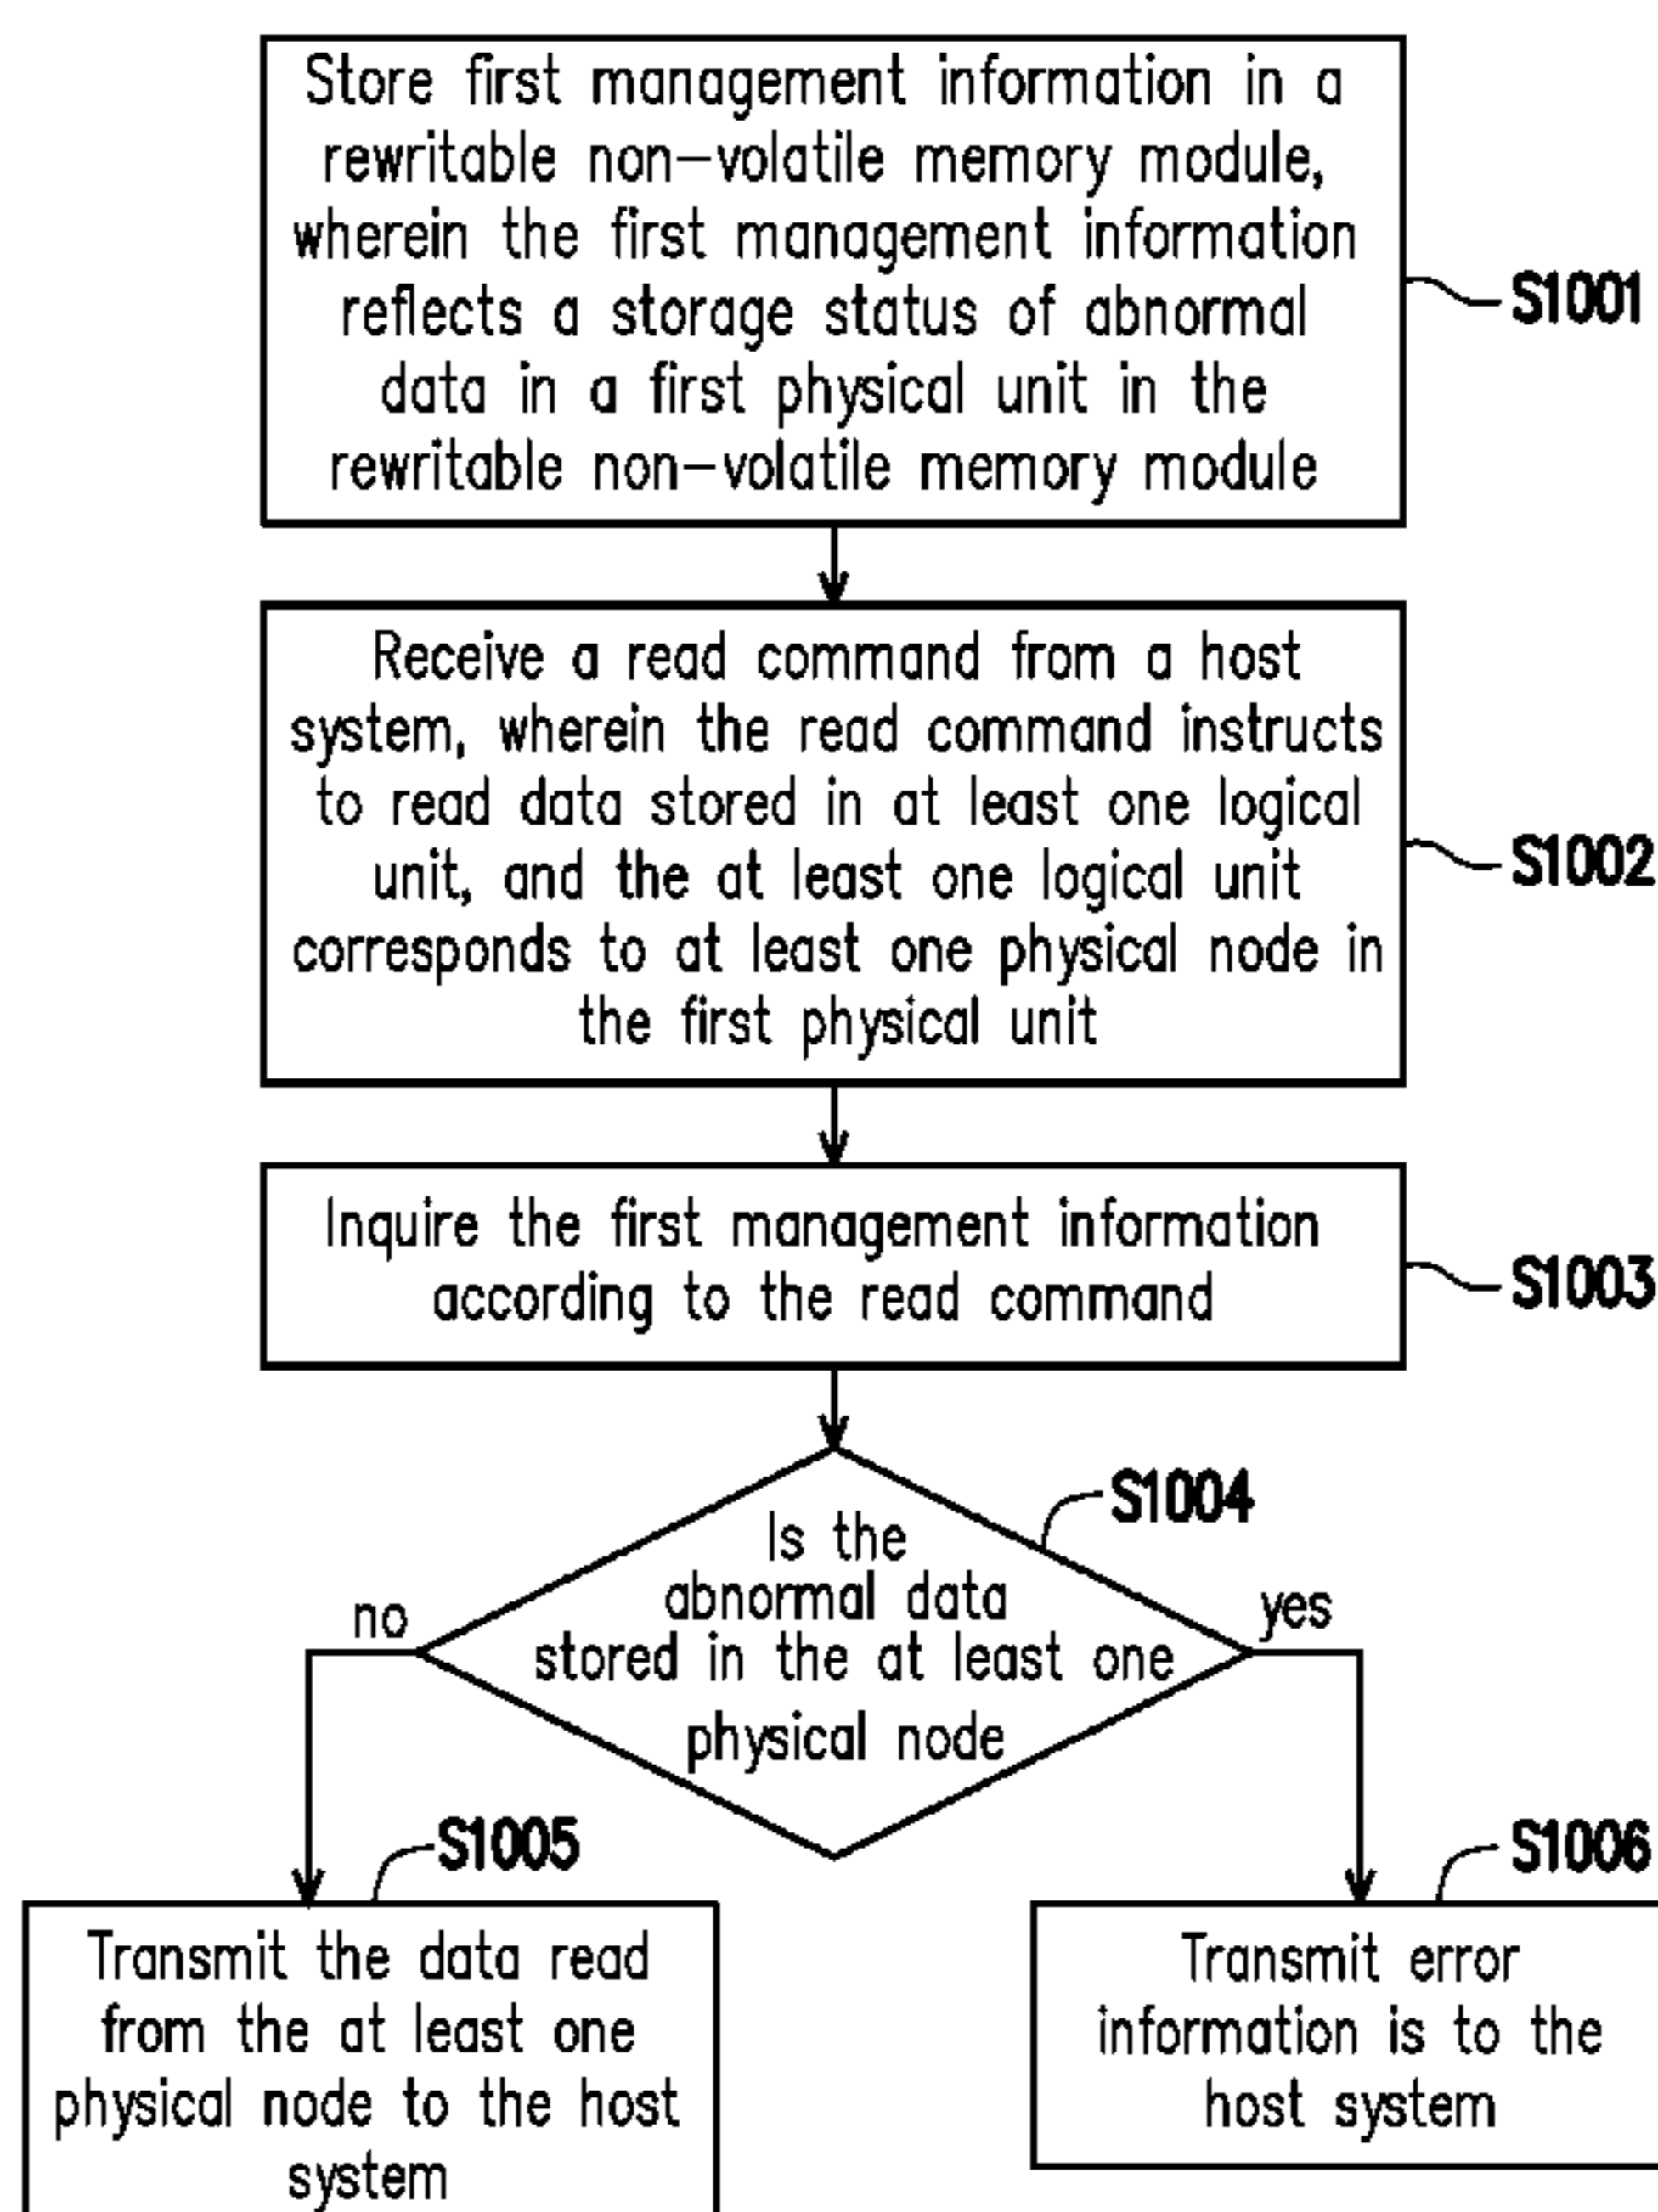 Store first management information in a
rewritable non-volatile memory module,
wherein the first management information
reflects a storage status of abnormal
data in a first physical unit in the
rewritable non-volatile memory module
S1001
Receive a read command from a host
system, wherein the read command instructs
to read data stored in at least one logical
unit, and the at least one logical unit
corresponds to at least one physical node in
the first physical unit
S1002
Inquire the first management information
according to the read command
S1003
S1004
Is the
abnormal data
stored in the at least one
physical node
no
yes
S1005
Transmit the data read
from the at least one
physical node to the host
system
S1006
Transmit error
information is to the
host system